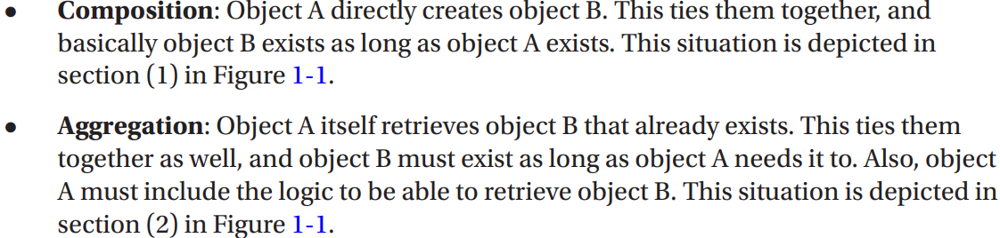 • Composition: Object A directly creates object B. This ties them together, and
basically object B exists as long as object A exists. This situation is depicted in
section (1) in Figure 1-1.
• Aggregation: Object A itself retrieves object B that already exists. This ties them
together as well, and object B must exist as long as object A needs it to. Also, object
A must include the logic to be able to retrieve object B. This situation is depicted in
section (2) in Figure 1-1.